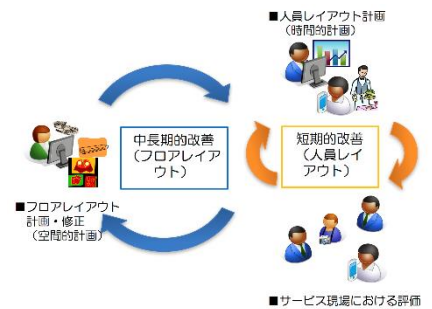 ■人員レイアウト計画
（時間的計画）
中長期的改善
（フロアレイア
ウト）
短期的改善
（人員レイ
アウト）
■フロアレイアウト
計画・修正
（空間的計画）
■サービス現場における評価